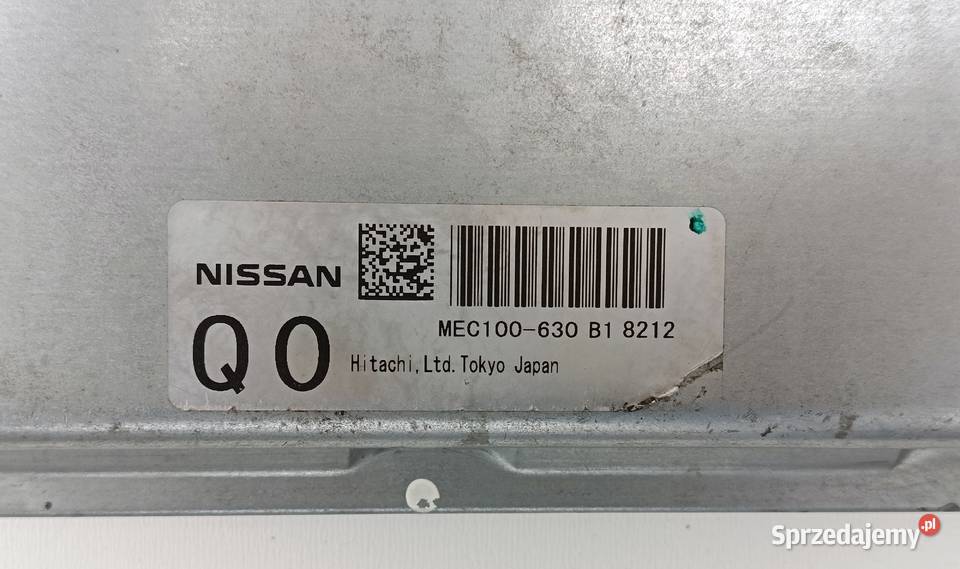 NISSAN
MEC100-630 B1 8212
Q0
Hitachi,Ltd.Tokyo Japan
Sprzedajemy.pl